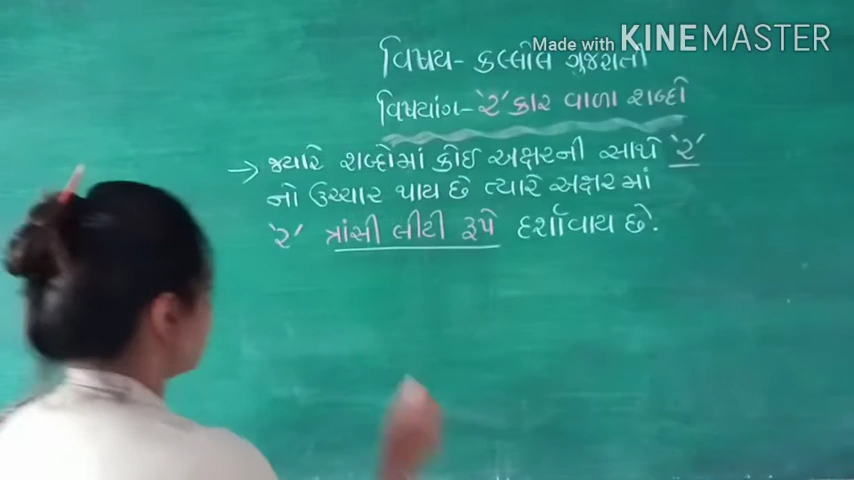 Made with KINEMASTER
વિષય- કલ્લોલ ગુજરાતી
વિષયાંગ- 'ર' કાર વાળા શબ્દો
→ જ્યારે શબ્દોમાં કોઈ અક્ષરની સાથે 'ર'
નો ઉચ્ચાર થાય છે ત્યારે અક્ષરમાં
'ર' ત્રાંસી લીટી રૂપે દર્શાવાય છે.